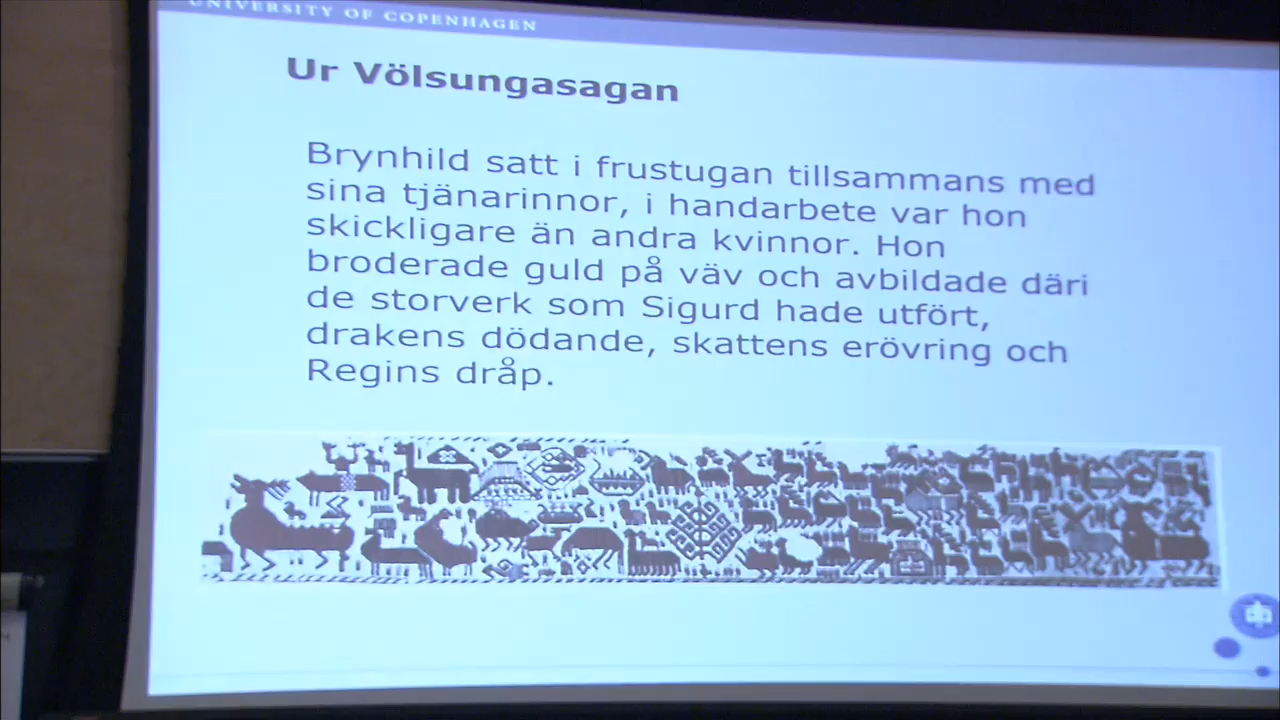 UNIVERSITY OF COPENHAGEN
Ur Völsungasagan
Brynhild satt i frustugan tillsammans med
sina tjänarinnor, i handarbete var hon
skickligare än andra kvinnor. Hon
broderade guld på väv och avbildade däri
de storverk som Sigurd hade utfört,
drakens dödande, skattens erövring och
Regins dråp.